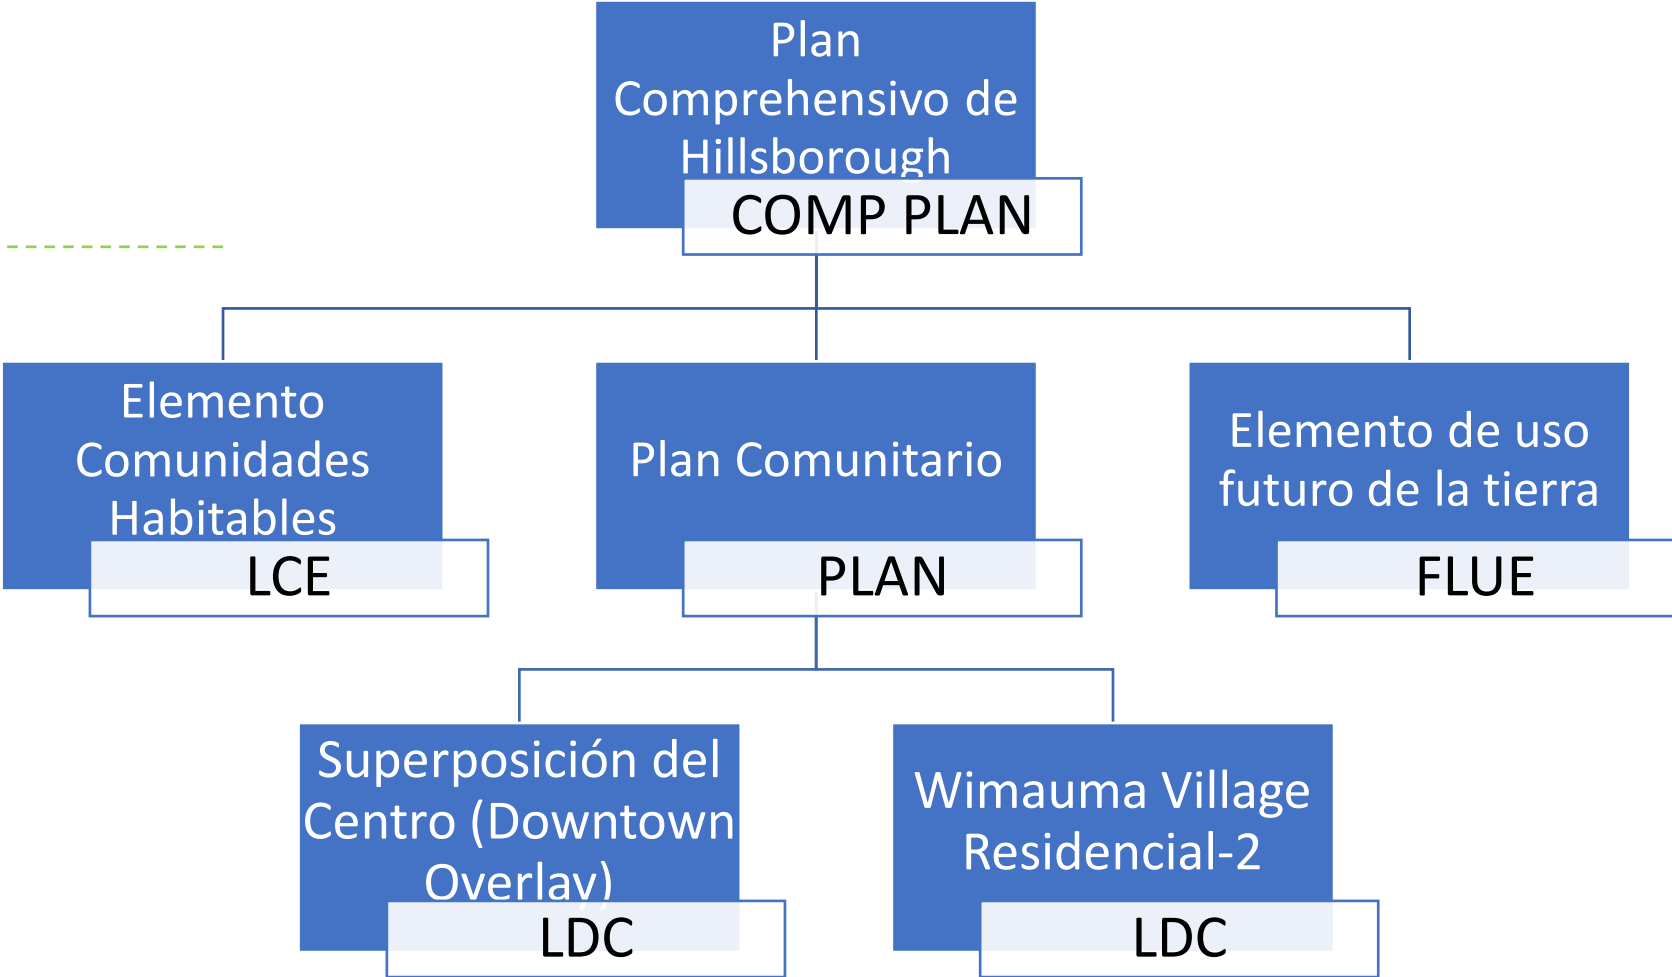 Plan
Comprehensivo de
Hillsborough
COMP PLAN
Elemento
Comunidades
Habitables
LCE
Plan Comunitario
PLAN
Elemento de uso
futuro de la tierra
FLUE
Superposición del
Centro (Downtown
Overlay)
LDC
Wimauma Village
Residencial-2
LDC